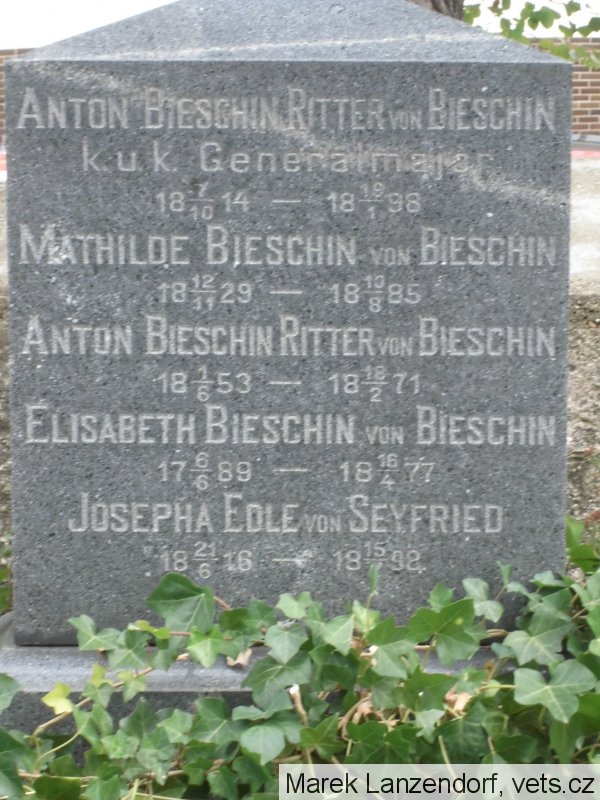 ANTON BIESCHIN RITTER VON BIESCHIN
k.u.k. Generalmajor
18 7/10 14 — 18 19/1 98
MATHILDE BIESCHIN VON BIESCHIN
18 12/11 29 — 18 10/8 85
ANTON BIESCHIN RITTER VON BIESCHIN
18 1/6 53 — 18 18/2 71
ELISABETH BIESCHIN VON BIESCHIN
17 6/6 89 — 18 16/4 77
JOSEPHA EDLE VON SEYFRIED
18 21/6 16 — 18 15/2 92
Marek Lanzendorf, vets.cz